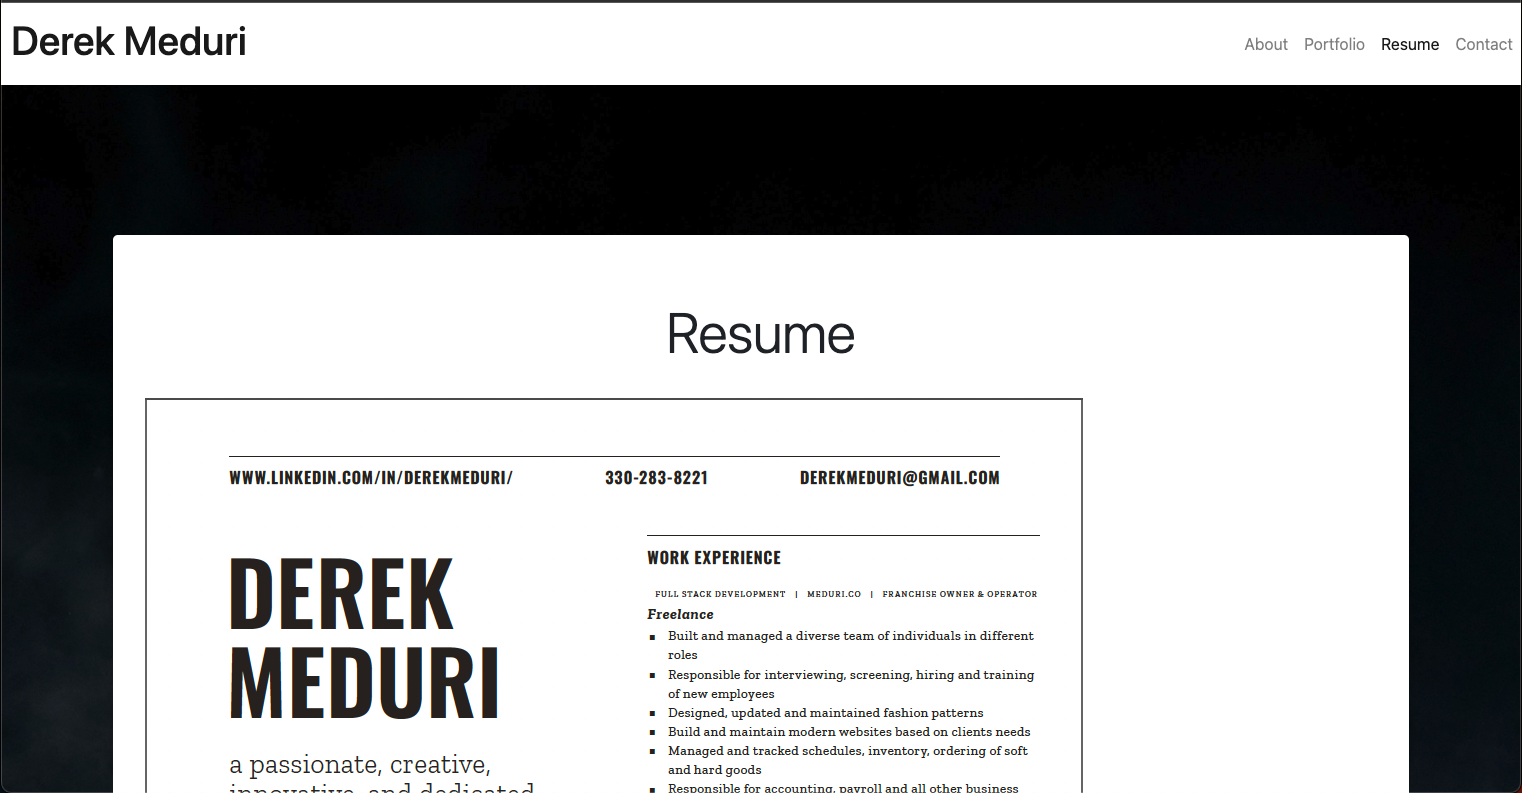 Derek Meduri
About Portfolio Resume Contact
Resume
WWW.LINKEDIN.COM/IN/DEREKMEDURI/ 330-283-8221 DEREKMEDURI@GMAIL.COM
DEREK
MEDURI
a passionate, creative,
innovative, and dedicated
WORK EXPERIENCE
FULL STACK DEVELOPMENT | MEDURI.CO | FRANCHISE OWNER & OPERATOR
Freelance
▪ Built and managed a diverse team of individuals in different
roles
▪ Responsible for interviewing, screening, hiring and training
of new employees
▪ Designed, updated and maintained fashion patterns
▪ Build and maintain modern websites based on clients needs
▪ Managed and tracked schedules, inventory, ordering of soft
and hard goods
▪ Responsible for accounting, payroll and all other business